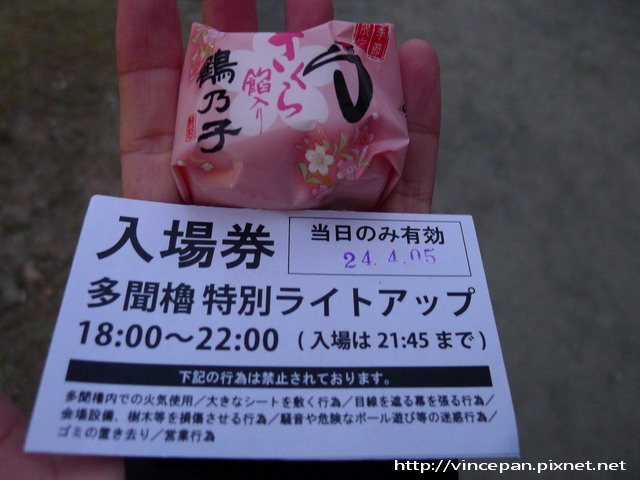 季節限定
さくら
餡入り
鶴乃子
入場券
当日のみ有効
24.4.05
多聞櫓 特別ライトアップ
18:00～22:00 (入場は 21:45 まで)
下記の行為は禁止されております。
多聞櫓内での火気使用／大きなシートを敷く行為／目線を遮る幕を張る行為／
会場設備、樹木等を損傷させる行為／騒音や危険なボール遊び等の迷惑行為／
ゴミの置き去り／営業行為
http://vincepan.pixnet.net